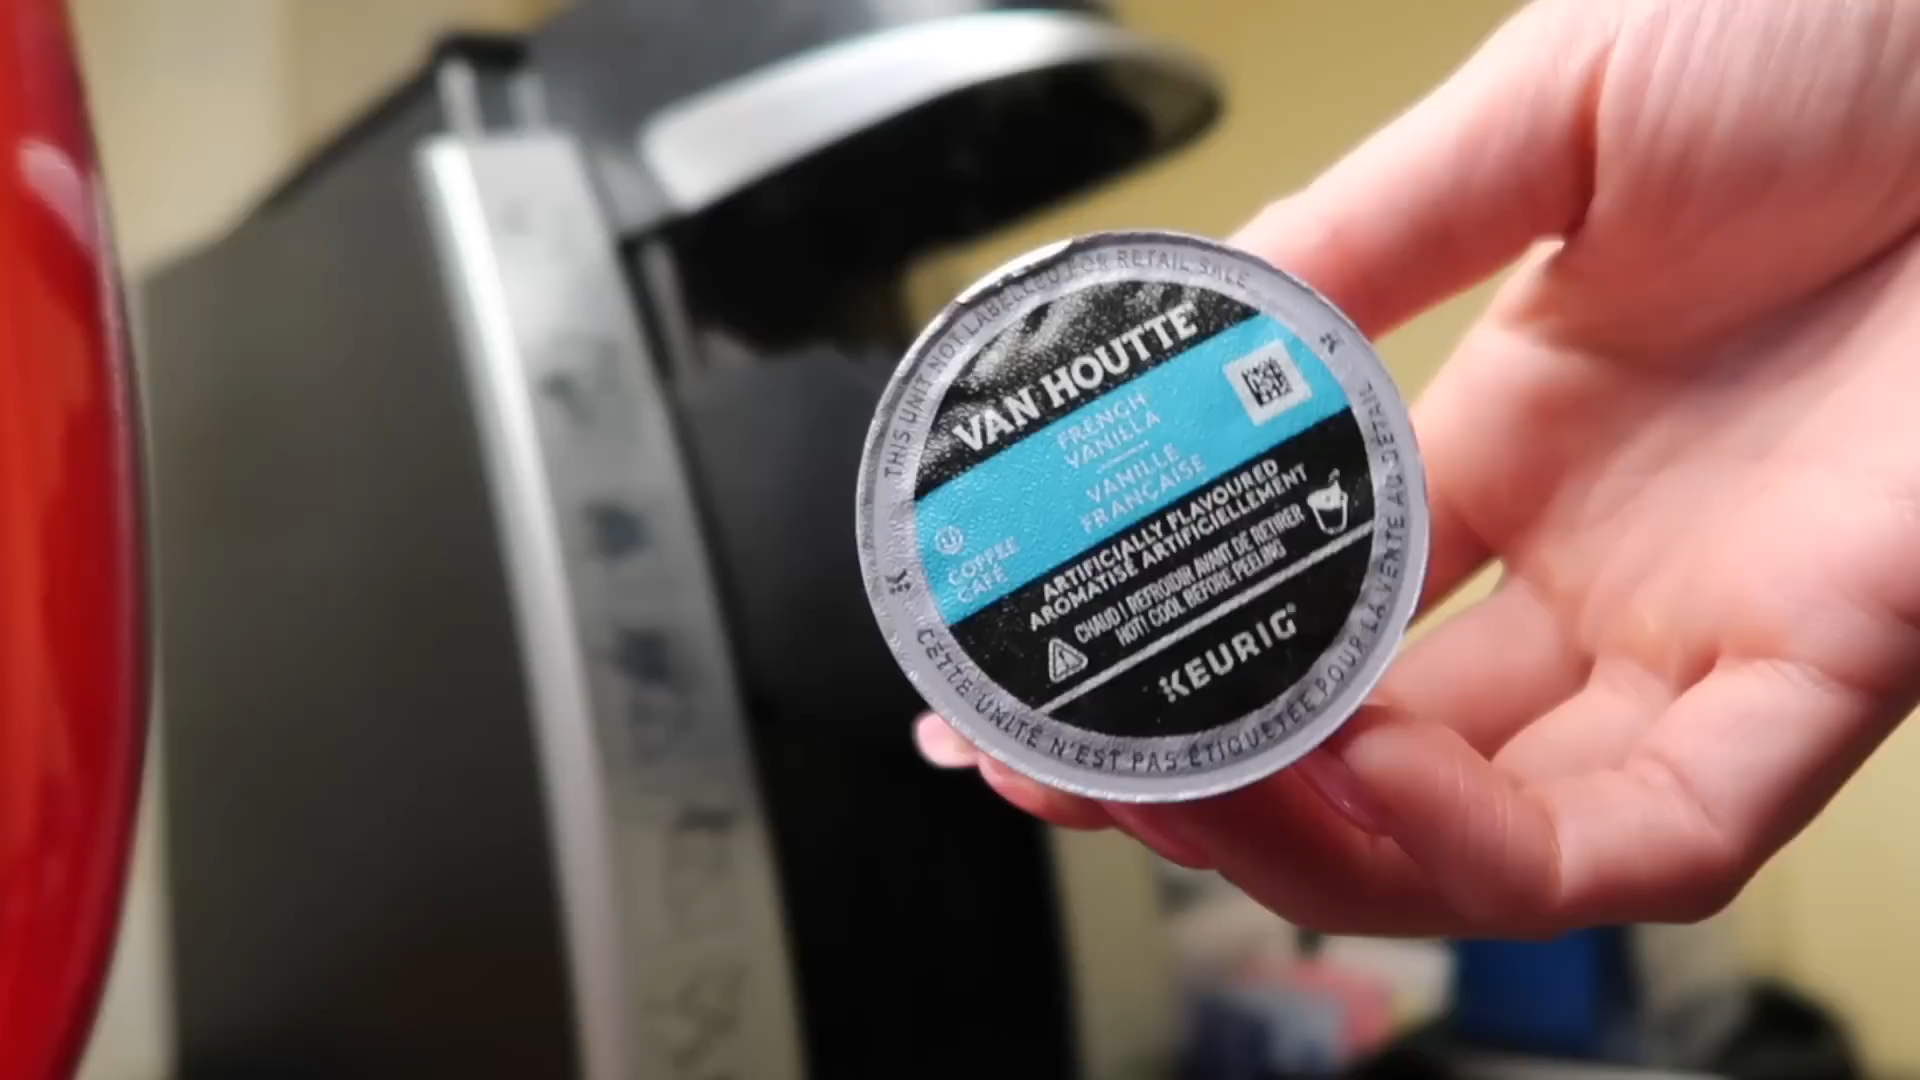 THIS UNIT NOT LABELLED FOR RETAIL SALE
VAN HOUTTE
FRENCH
VANILLA
VANILLE
FRANÇAISE
COFFEE
CAFÉ
ARTIFICIALLY FLAVOURED
AROMATISÉ ARTIFICIELLEMENT
CHAUD! REFROIDIR AVANT DE RETIRER
HOT! COOL BEFORE PEELING
KEURIG
CETTE UNITÉ N'EST PAS ÉTIQUETÉE POUR LA VENTE AU DÉTAIL